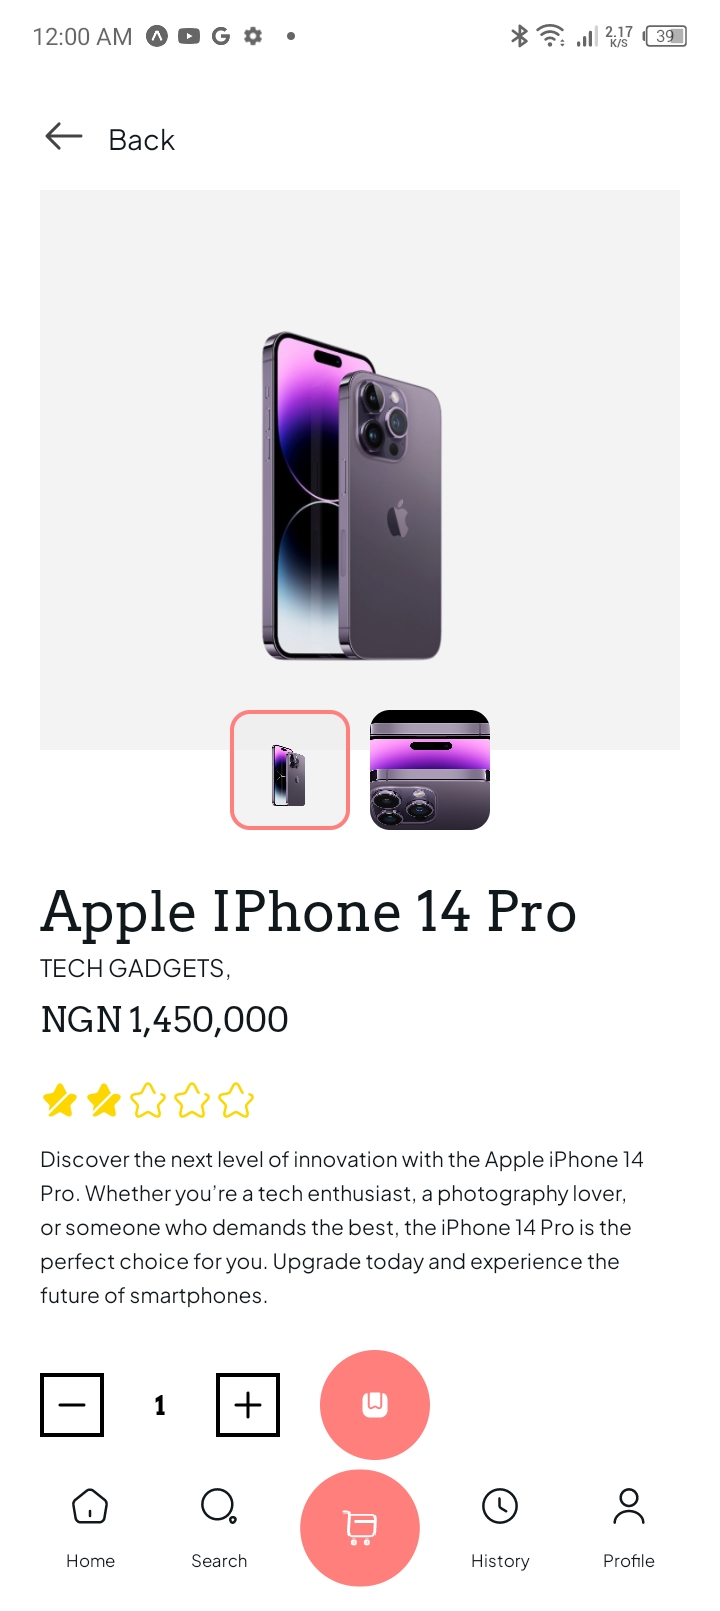 12:00 AM
2.17
K/S
39
Back
Apple IPhone 14 Pro
TECH GADGETS,
NGN 1,450,000
Discover the next level of innovation with the Apple iPhone 14
Pro. Whether you’re a tech enthusiast, a photography lover,
or someone who demands the best, the iPhone 14 Pro is the
perfect choice for you. Upgrade today and experience the
future of smartphones.
1
Home
Search
History
Profile